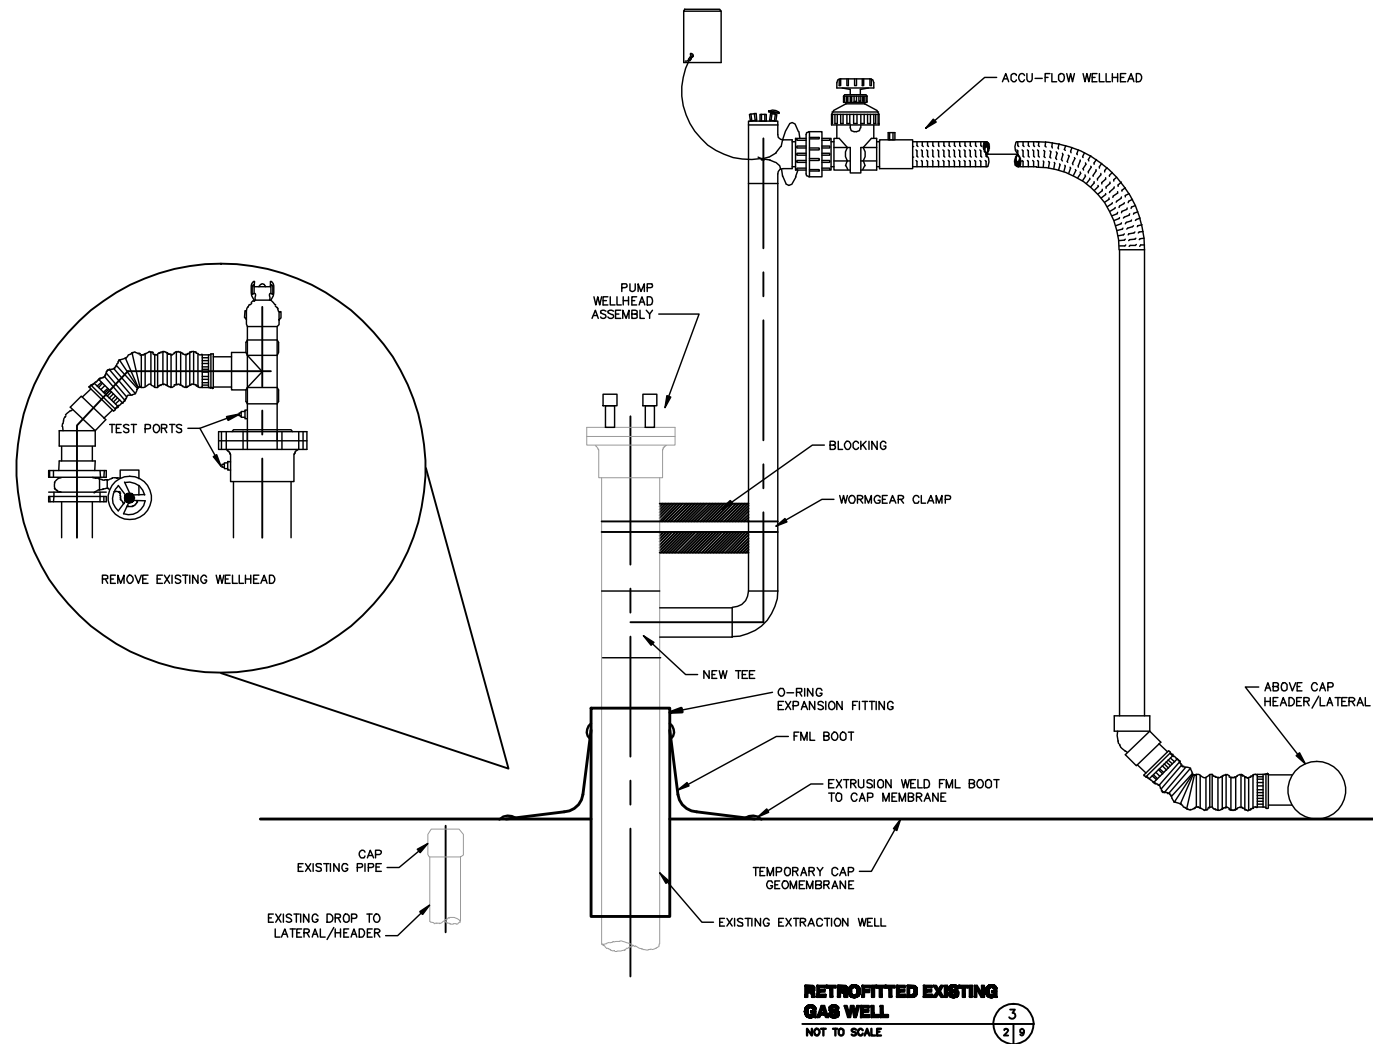 ACCU-FLOW WELLHEAD
PUMP
WELLHEAD
ASSEMBLY
TEST PORTS
BLOCKING
WORMGEAR CLAMP
REMOVE EXISTING WELLHEAD
NEW TEE
O-RING
EXPANSION FITTING
ABOVE CAP
HEADER/LATERAL
FML BOOT
EXTRUSION WELD FML BOOT
TO CAP MEMBRANE
CAP
EXISTING PIPE
TEMPORARY CAP
GEOMEMBRANE
EXISTING DROP TO
LATERAL/HEADER
EXISTING EXTRACTION WELL
RETROFITTED EXISTING
GAS WELL
NOT TO SCALE
3
2 9